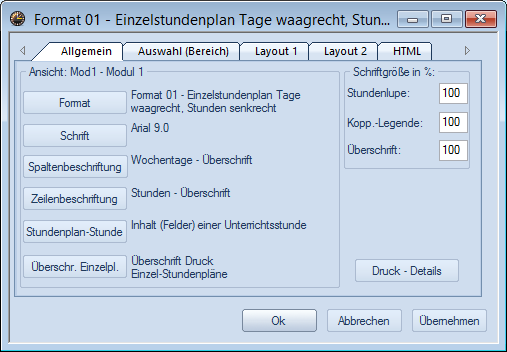 Format 01 - Einzelstundenplan Tage waagrecht, Stun...
Allgemein
Auswahl (Bereich)
Layout 1
Layout 2
HTML
Ansicht: Mod1 - Modul 1
Format
Format 01 - Einzelstundenplan Tage
waagrecht, Stunden senkrecht
Schrift
Arial 9.0
Spaltenbeschriftung
Wochentage - Überschrift
Zeilenbeschriftung
Stunden - Überschrift
Stundenplan-Stunde
Inhalt (Felder) einer Unterrichtsstunde
Überschr. Einzelpl.
Überschrift Druck
Einzel-Stundenpläne
Schriftgröße in %:
Stundenlupe: 100
Kopp.-Legende: 100
Überschrift: 100
Druck - Details
Ok
Abbrechen
Übernehmen